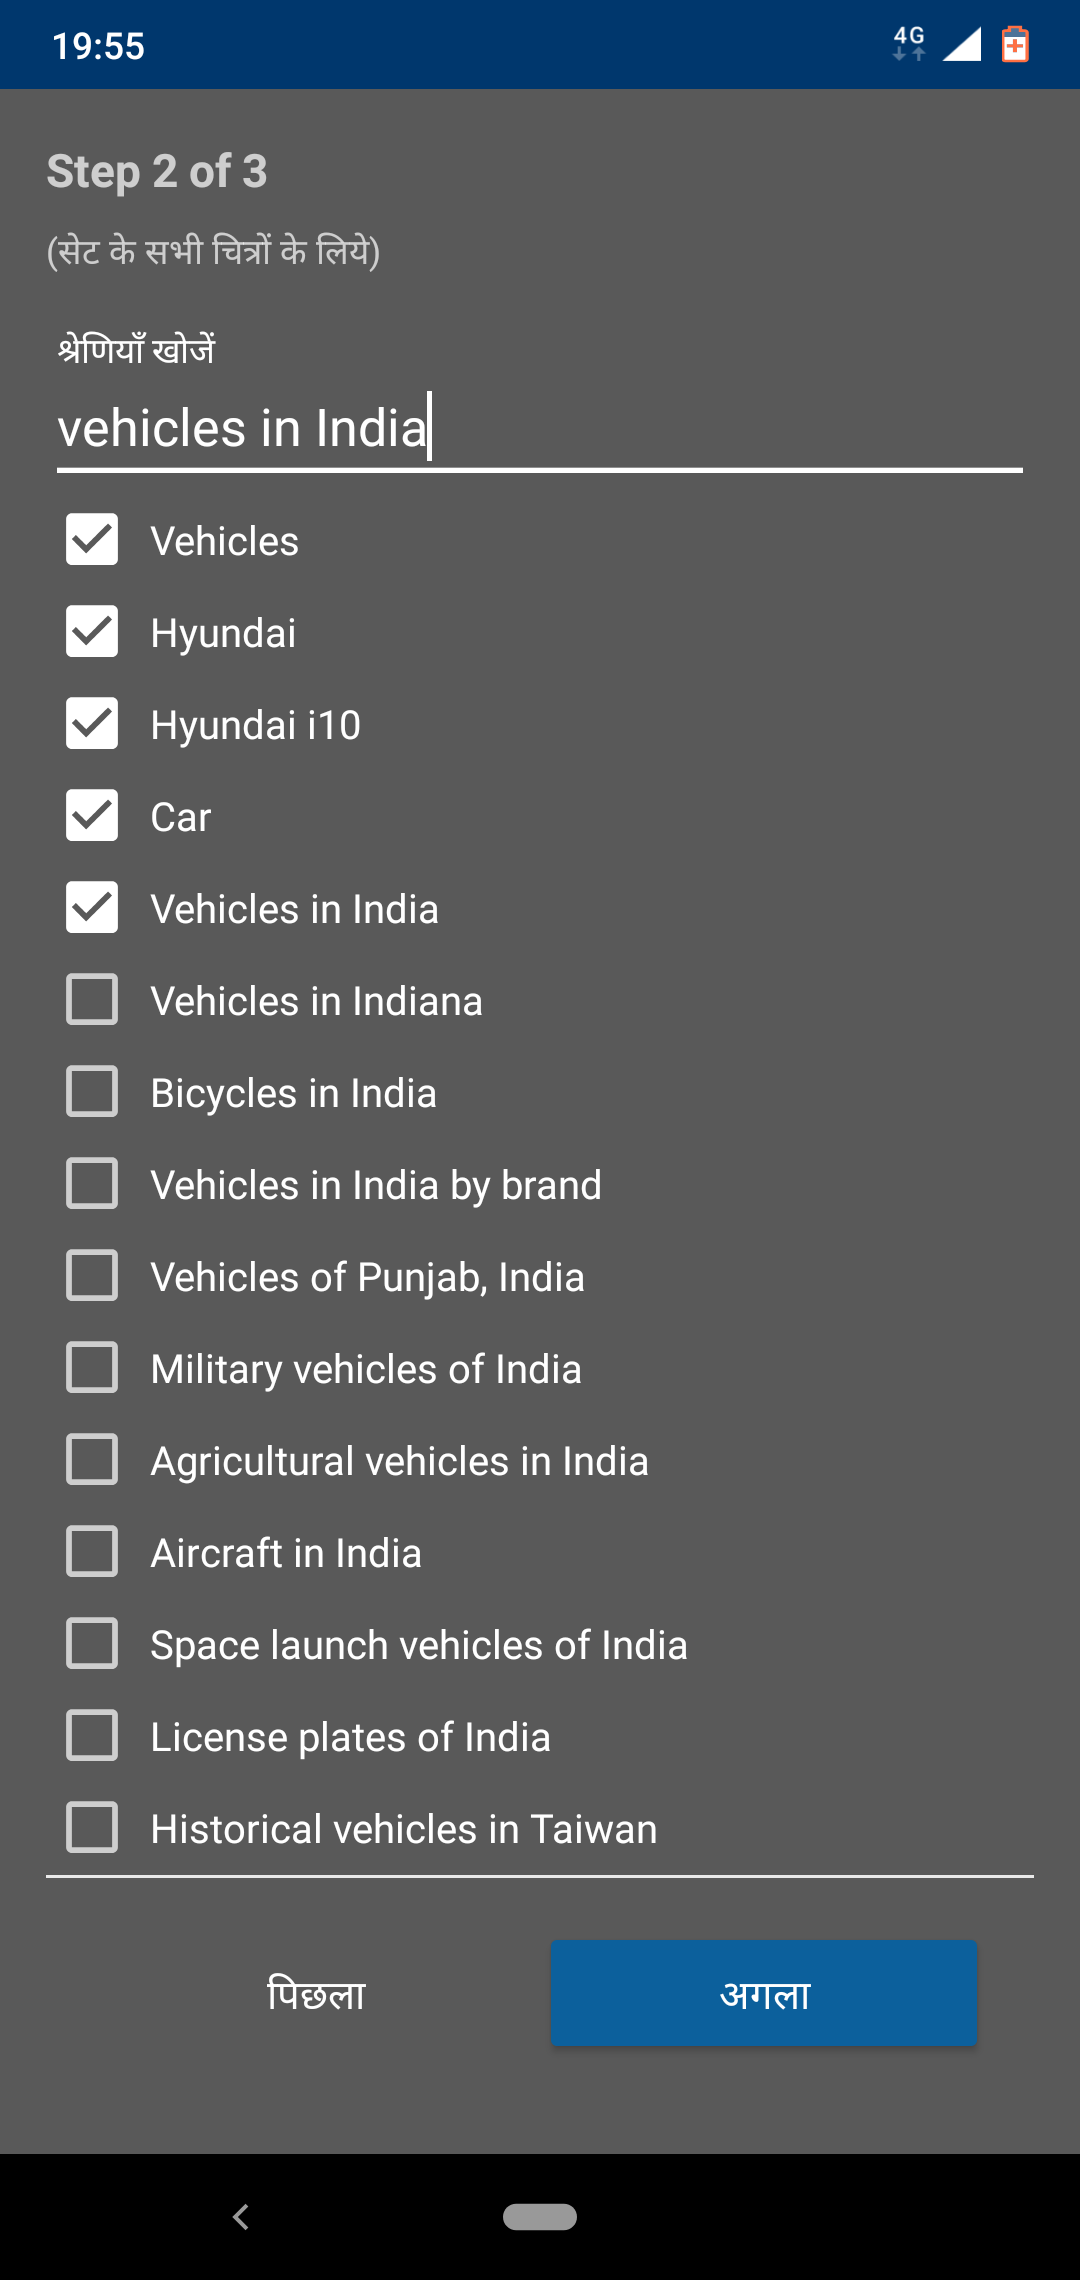 19:55
4G
Step 2 of 3
(सेट के सभी चित्रों के लिये)
श्रेणियाँ खोजें
vehicles in India
Vehicles
Hyundai
Hyundai i10
Car
Vehicles in India
Vehicles in Indiana
Bicycles in India
Vehicles in India by brand
Vehicles of Punjab, India
Military vehicles of India
Agricultural vehicles in India
Aircraft in India
Space launch vehicles of India
License plates of India
Historical vehicles in Taiwan
पिछला
अगला